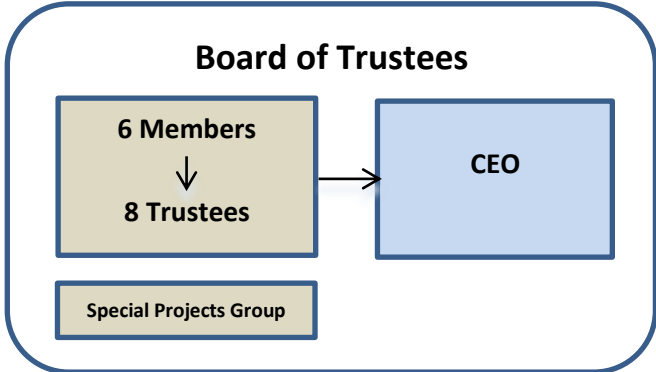 Board of Trustees
6 Members
8 Trustees
CEO
Special Projects Group